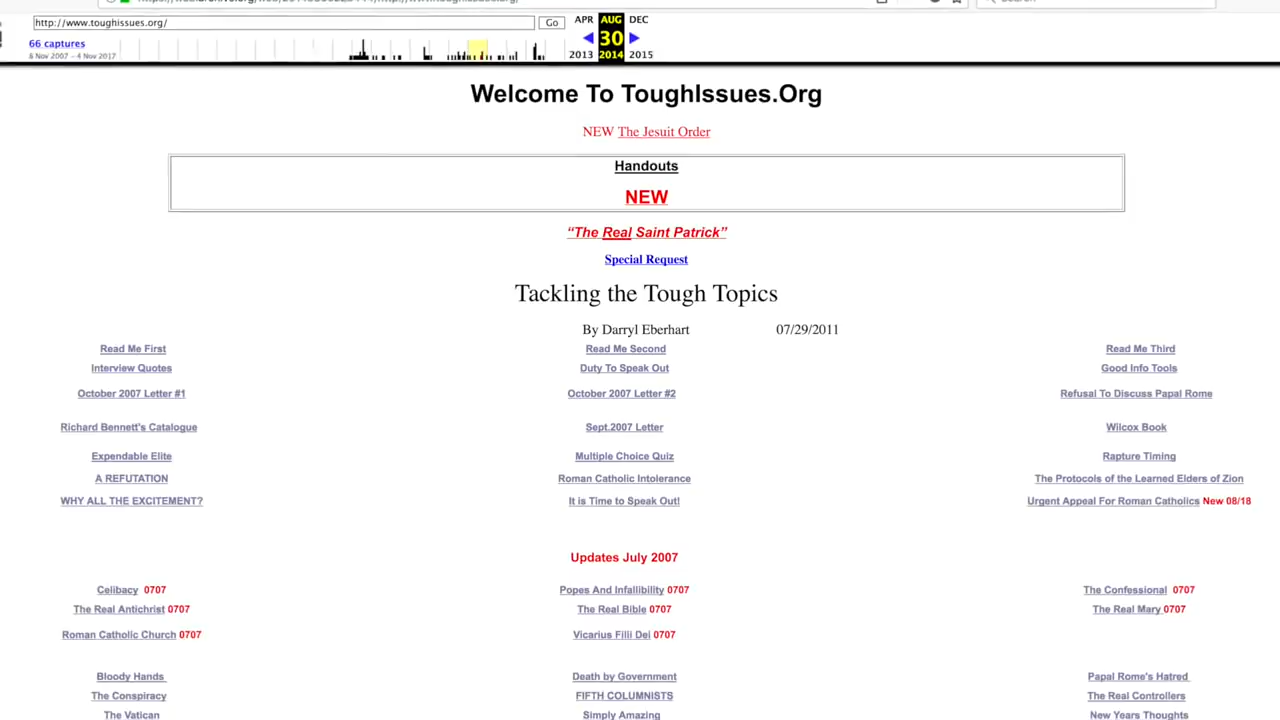 http://www.toughissues.org/ Go APR AUG DEC
66 captures 30
8 Nov 2007 – 4 Nov 2017 2013 2014 2015
Welcome To ToughIssues.Org
NEW The Jesuit Order
Handouts
NEW
“The Real Saint Patrick”
Special Request
Tackling the Tough Topics
By Darryl Eberhart 07/29/2011
Read Me First Read Me Second Read Me Third
Interview Quotes Duty To Speak Out Good Info Tools
October 2007 Letter #1 October 2007 Letter #2 Refusal To Discuss Papal Rome
Richard Bennett's Catalogue Sept.2007 Letter Wilcox Book
Expendable Elite Multiple Choice Quiz Rapture Timing
A REFUTATION Roman Catholic Intolerance The Protocols of the Learned Elders of Zion
WHY ALL THE EXCITEMENT? It is Time to Speak Out! Urgent Appeal For Roman Catholics New 08/18
Updates July 2007
Celibacy 0707 Popes And Infallibility 0707 The Confessional 0707
The Real Antichrist 0707 The Real Bible 0707 The Real Mary 0707
Roman Catholic Church 0707 Vicarius Filii Dei 0707
Bloody Hands Death by Government Papal Rome's Hatred
The Conspiracy FIFTH COLUMNISTS The Real Controllers
The Vatican Simply Amazing New Years Thoughts